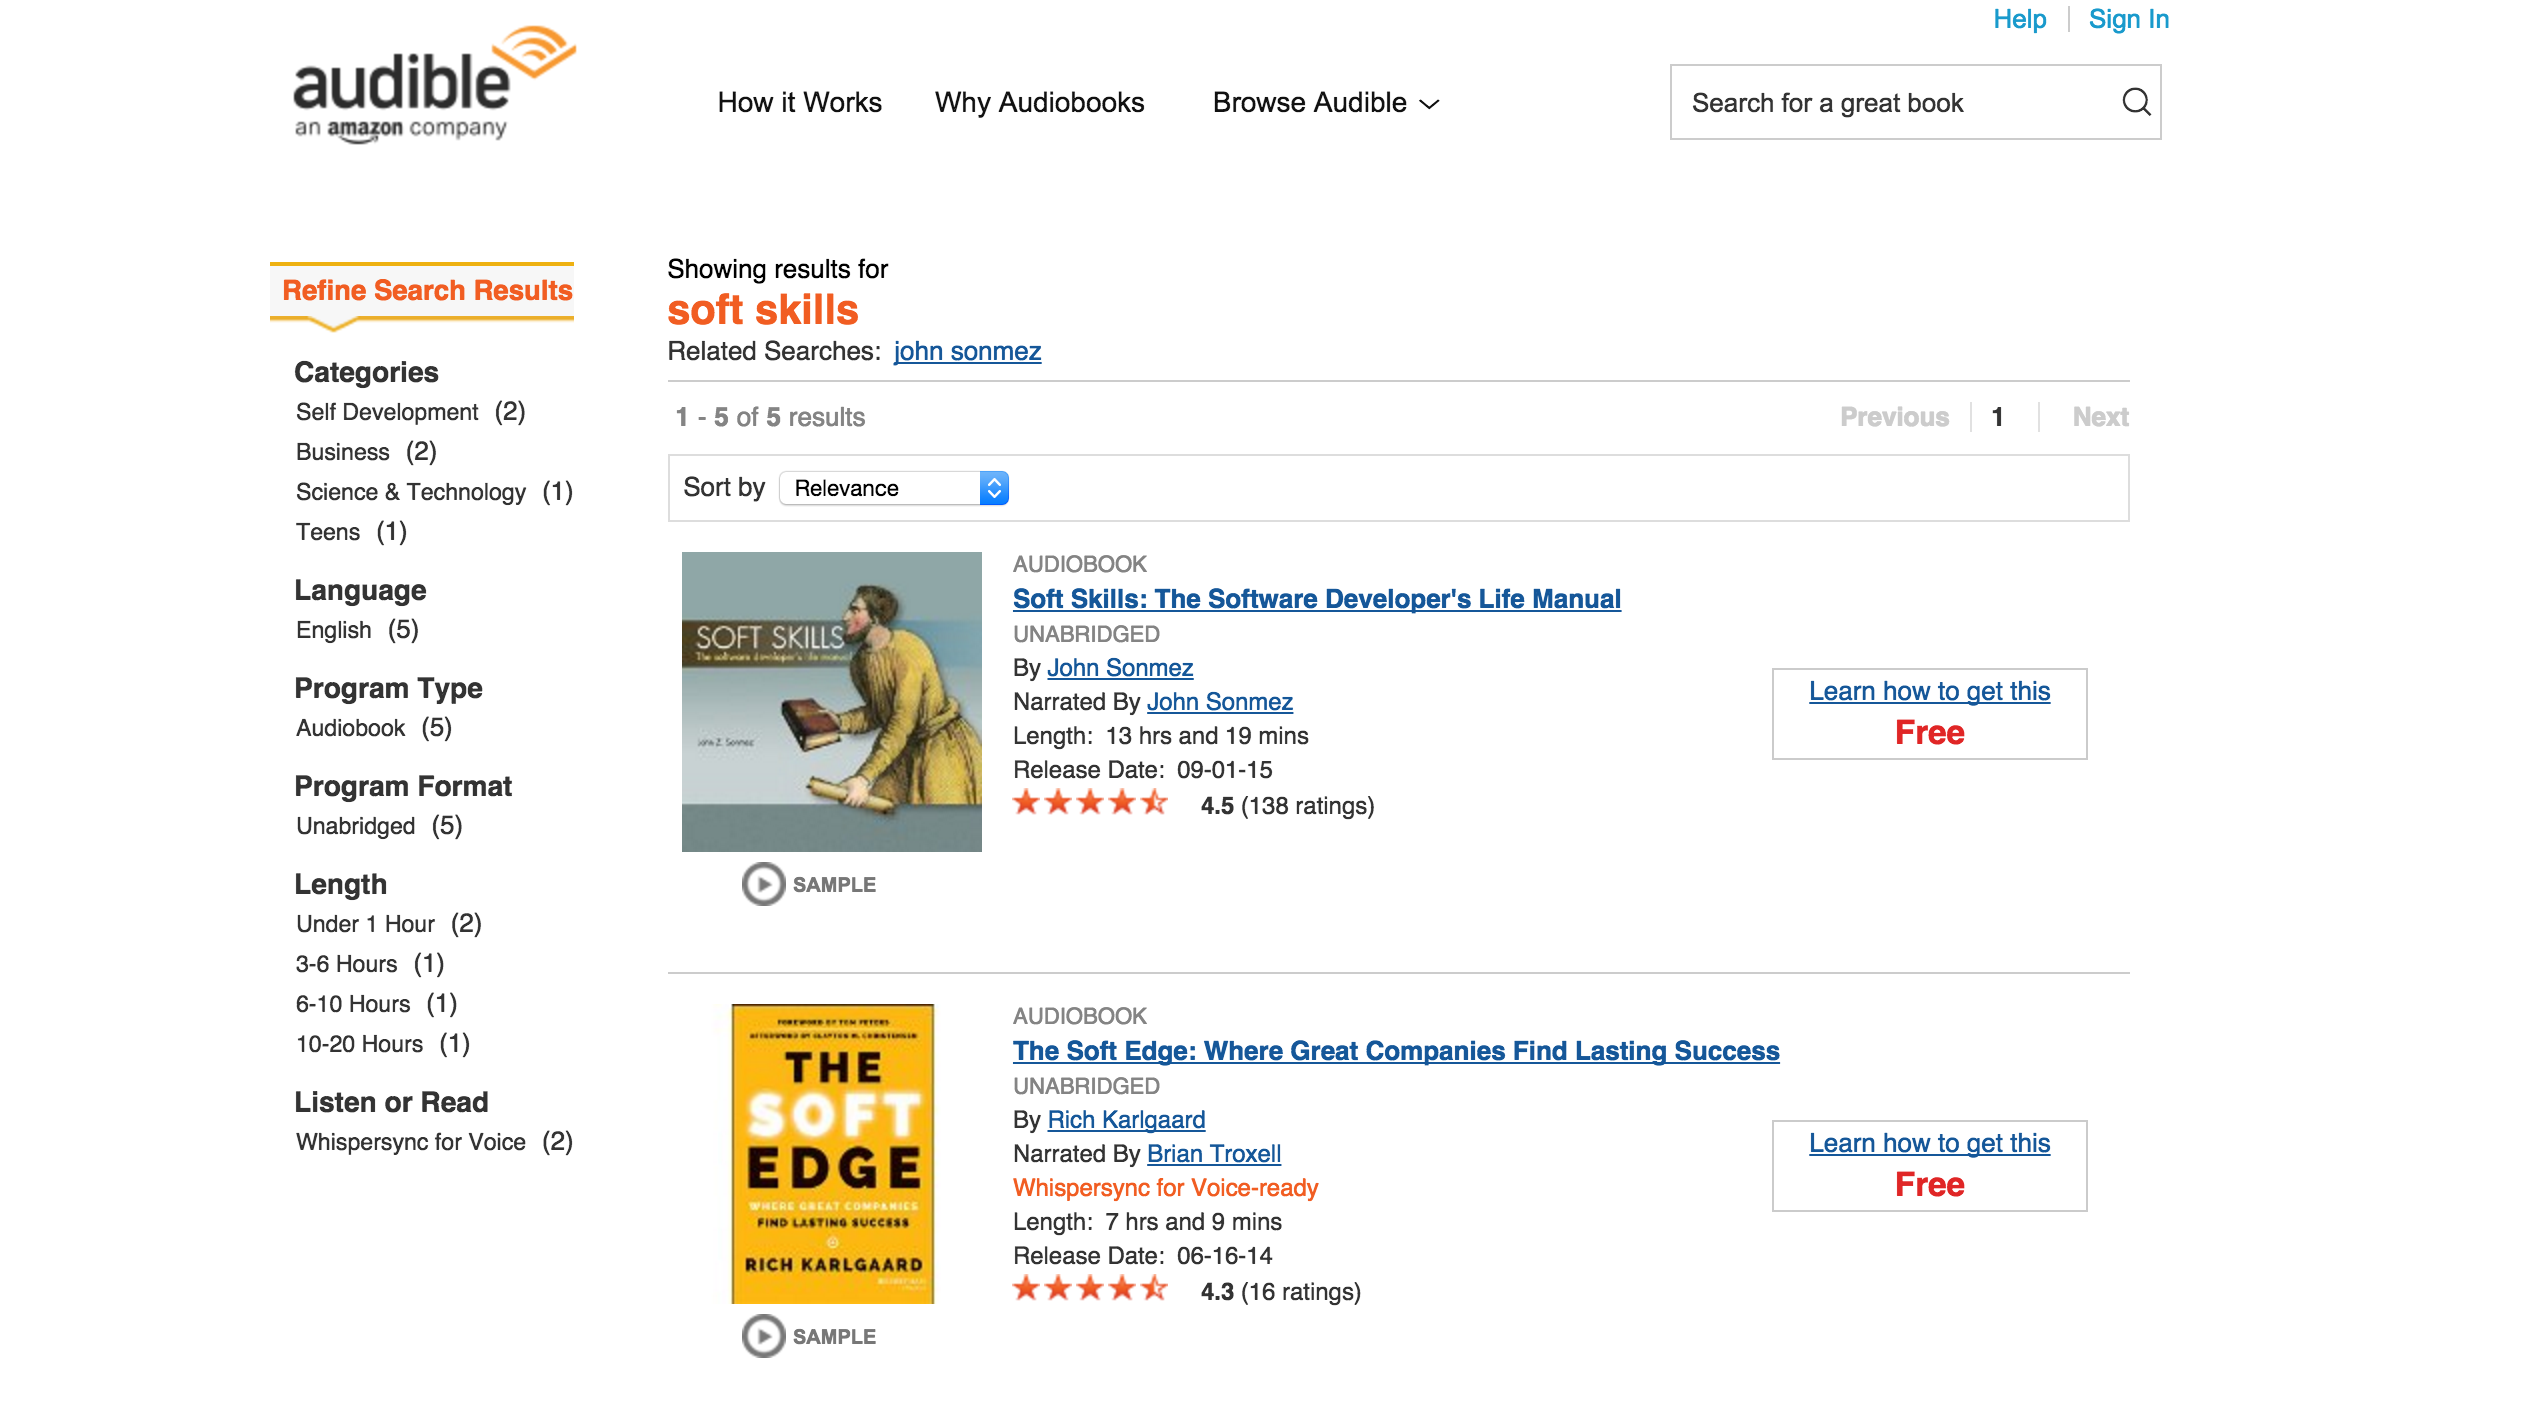 Help
Sign In
audible
an amazon company
How it Works
Why Audiobooks
Browse Audible
Search for a great book
Refine Search Results
Categories
Self Development (2)
Business (2)
Science & Technology (1)
Teens (1)
Language
English (5)
Program Type
Audiobook (5)
Program Format
Unabridged (5)
Length
Under 1 Hour (2)
3-6 Hours (1)
6-10 Hours (1)
10-20 Hours (1)
Listen or Read
Whispersync for Voice (2)
Showing results for
soft skills
Related Searches: john sonmez
1 - 5 of 5 results
Previous
1
Next
Sort by Relevance
SOFT SKILLS
The software developer's life manual
John Z. Sonmez
SAMPLE
AUDIOBOOK
Soft Skills: The Software Developer's Life Manual
UNABRIDGED
By John Sonmez
Narrated By John Sonmez
Length: 13 hrs and 19 mins
Release Date: 09-01-15
4.5 (138 ratings)
Learn how to get this
Free
FOREWORD BY TOM PETERS
AFTERWORD BY CLAYTON M. CHRISTENSEN
THE
SOFT
EDGE
WHERE GREAT COMPANIES
FIND LASTING SUCCESS
RICH KARLGAARD
SAMPLE
AUDIOBOOK
The Soft Edge: Where Great Companies Find Lasting Success
UNABRIDGED
By Rich Karlgaard
Narrated By Brian Troxell
Whispersync for Voice-ready
Length: 7 hrs and 9 mins
Release Date: 06-16-14
4.3 (16 ratings)
Learn how to get this
Free